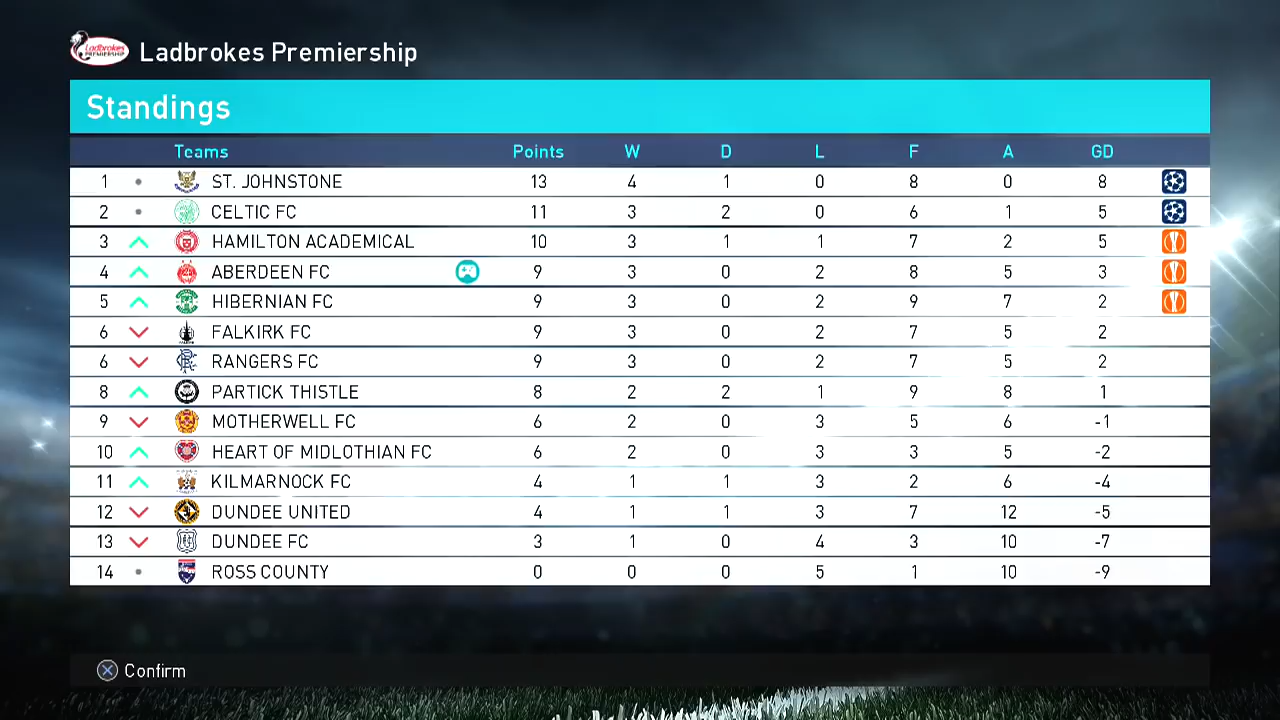 Ladbrokes PREMIERSHIP Ladbrokes Premiership
Standings
Teams Points W D L F A GD
1 ST. JOHNSTONE 13 4 1 0 8 0 8
2 CELTIC FC 11 3 2 0 6 1 5
3 HAMILTON ACADEMICAL 10 3 1 1 7 2 5
4 ABERDEEN FC 9 3 0 2 8 5 3
5 HIBERNIAN FC 9 3 0 2 9 7 2
6 FALKIRK FC 9 3 0 2 7 5 2
6 RANGERS FC 9 3 0 2 7 5 2
8 PARTICK THISTLE 8 2 2 1 9 8 1
9 MOTHERWELL FC 6 2 0 3 5 6 -1
10 HEART OF MIDLOTHIAN FC 6 2 0 3 3 5 -2
11 KILMARNOCK FC 4 1 1 3 2 6 -4
12 DUNDEE UNITED 4 1 1 3 7 12 -5
13 DUNDEE FC 3 1 0 4 3 10 -7
14 ROSS COUNTY 0 0 0 5 1 10 -9
Confirm